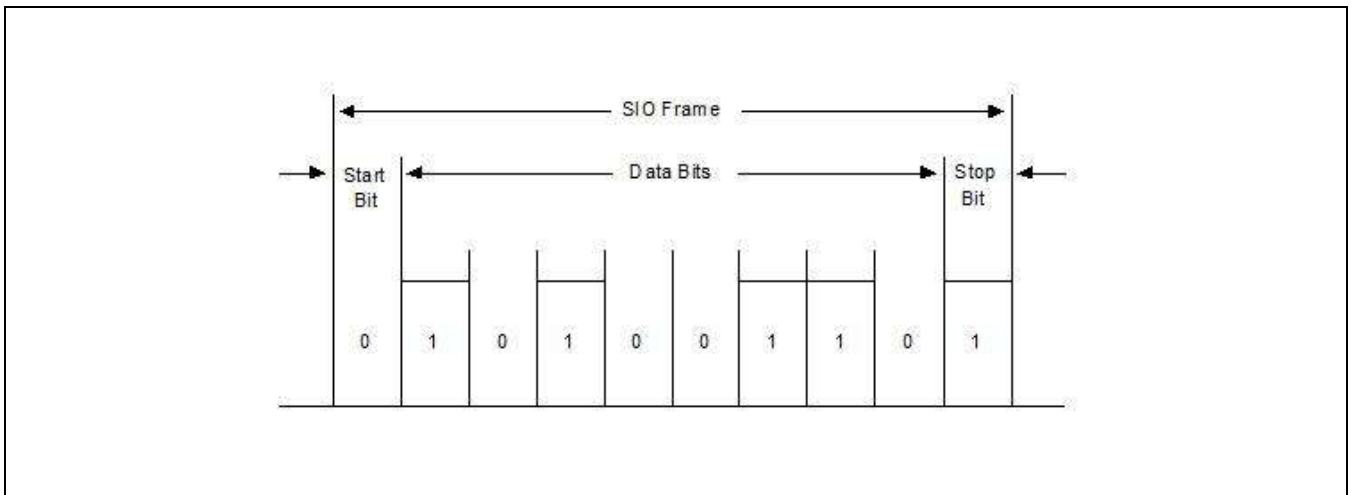 SIO Frame
Start Bit
Data Bits
Stop Bit
0 1 0 1 0 0 1 1 0 1